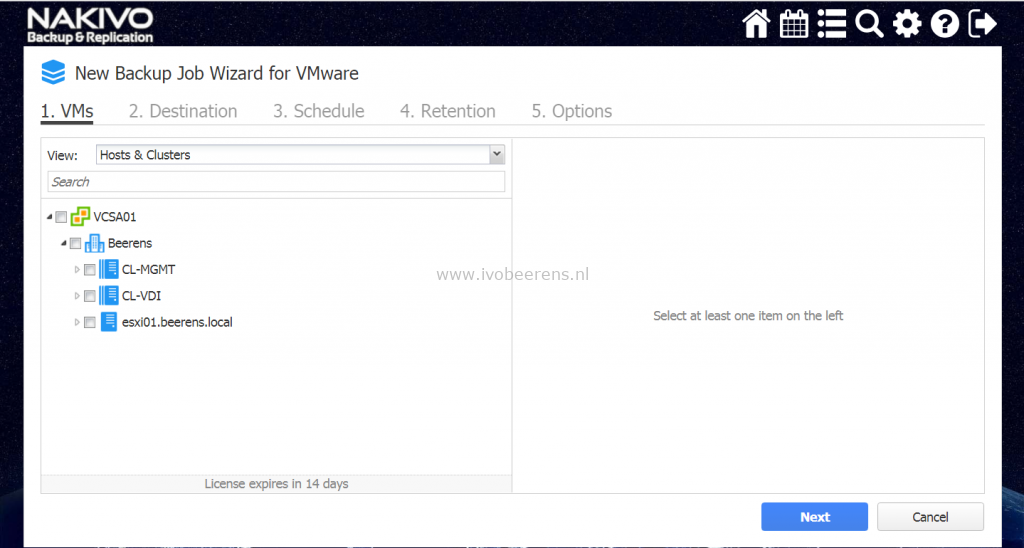 NAKIVO
Backup & Replication
New Backup Job Wizard for VMware
1. VMs 2. Destination 3. Schedule 4. Retention 5. Options
View: Hosts & Clusters
Search
VCSA01
Beerens
CL-MGMT
www.ivobeerens.nl
CL-VDI
Select at least one item on the left
esxi01.beerens.local
License expires in 14 days
Next Cancel